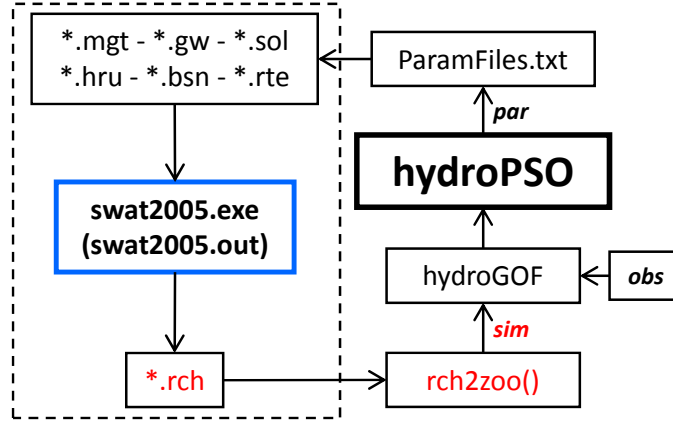 *.mgt - *.gw - *.sol
*.hru - *.bsn - *.rte
ParamFiles.txt
par
hydroPSO
swat2005.exe
(swat2005.out)
hydroGOF
obs
sim
*.rch
rch2zoo()